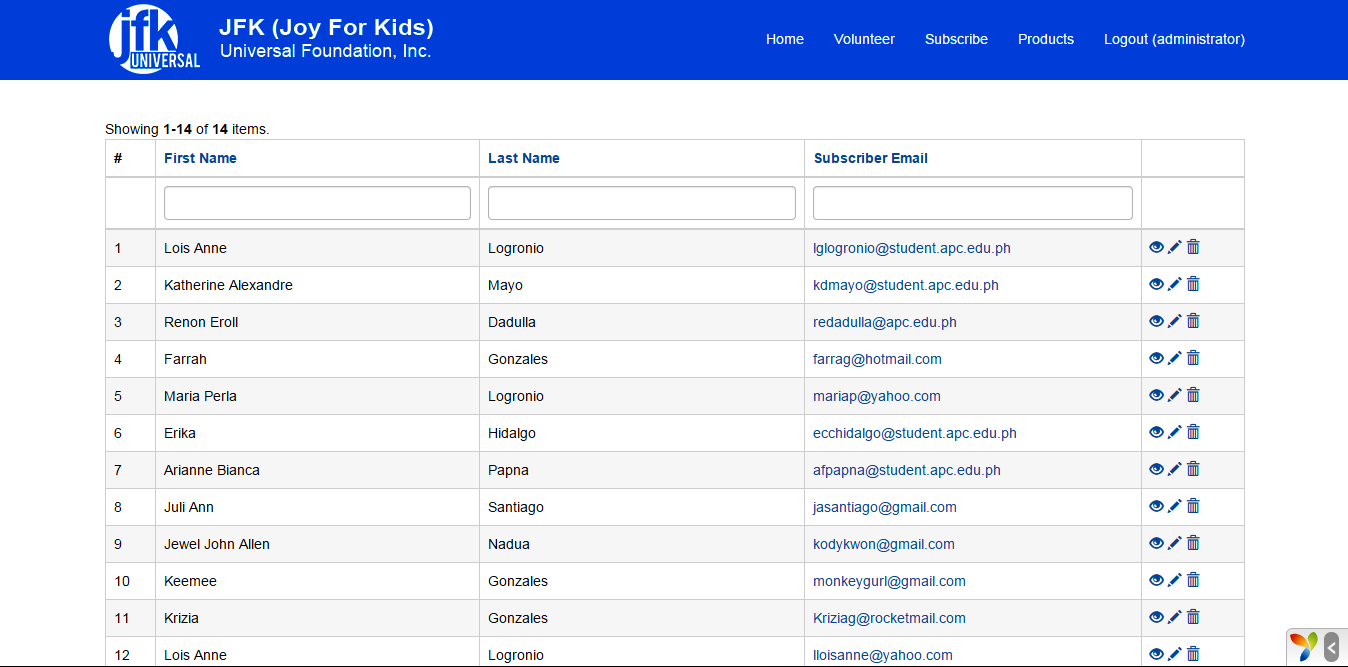 jfk UNIVERSAL
JFK (Joy For Kids)
Universal Foundation, Inc.
Home Volunteer Subscribe Products Logout (administrator)
Showing 1-14 of 14 items.
# First Name Last Name Subscriber Email
1 Lois Anne Logronio lglogronio@student.apc.edu.ph
2 Katherine Alexandre Mayo kdmayo@student.apc.edu.ph
3 Renon Eroll Dadulla redadulla@apc.edu.ph
4 Farrah Gonzales farrag@hotmail.com
5 Maria Perla Logronio mariap@yahoo.com
6 Erika Hidalgo ecchidalgo@student.apc.edu.ph
7 Arianne Bianca Papna afpapna@student.apc.edu.ph
8 Juli Ann Santiago jasantiago@gmail.com
9 Jewel John Allen Nadua kodykwon@gmail.com
10 Keemee Gonzales monkeygurl@gmail.com
11 Krizia Gonzales Kriziag@rocketmail.com
12 Lois Anne Logronio lloisanne@yahoo.com